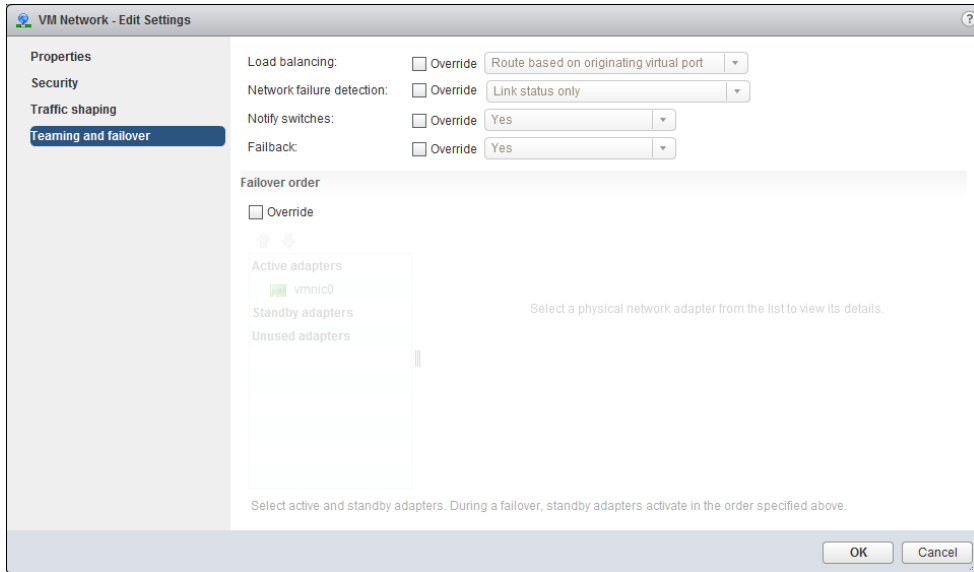 VM Network - Edit Settings
?
Properties
Security
Traffic shaping
Teaming and failover
Load balancing: Override Route based on originating virtual port
Network failure detection: Override Link status only
Notify switches: Override Yes
Failback: Override Yes
Failover order
Override
Active adapters
vmnic0
Standby adapters
Unused adapters
Select a physical network adapter from the list to view its details.
Select active and standby adapters. During a failover, standby adapters activate in the order specified above.
OK Cancel